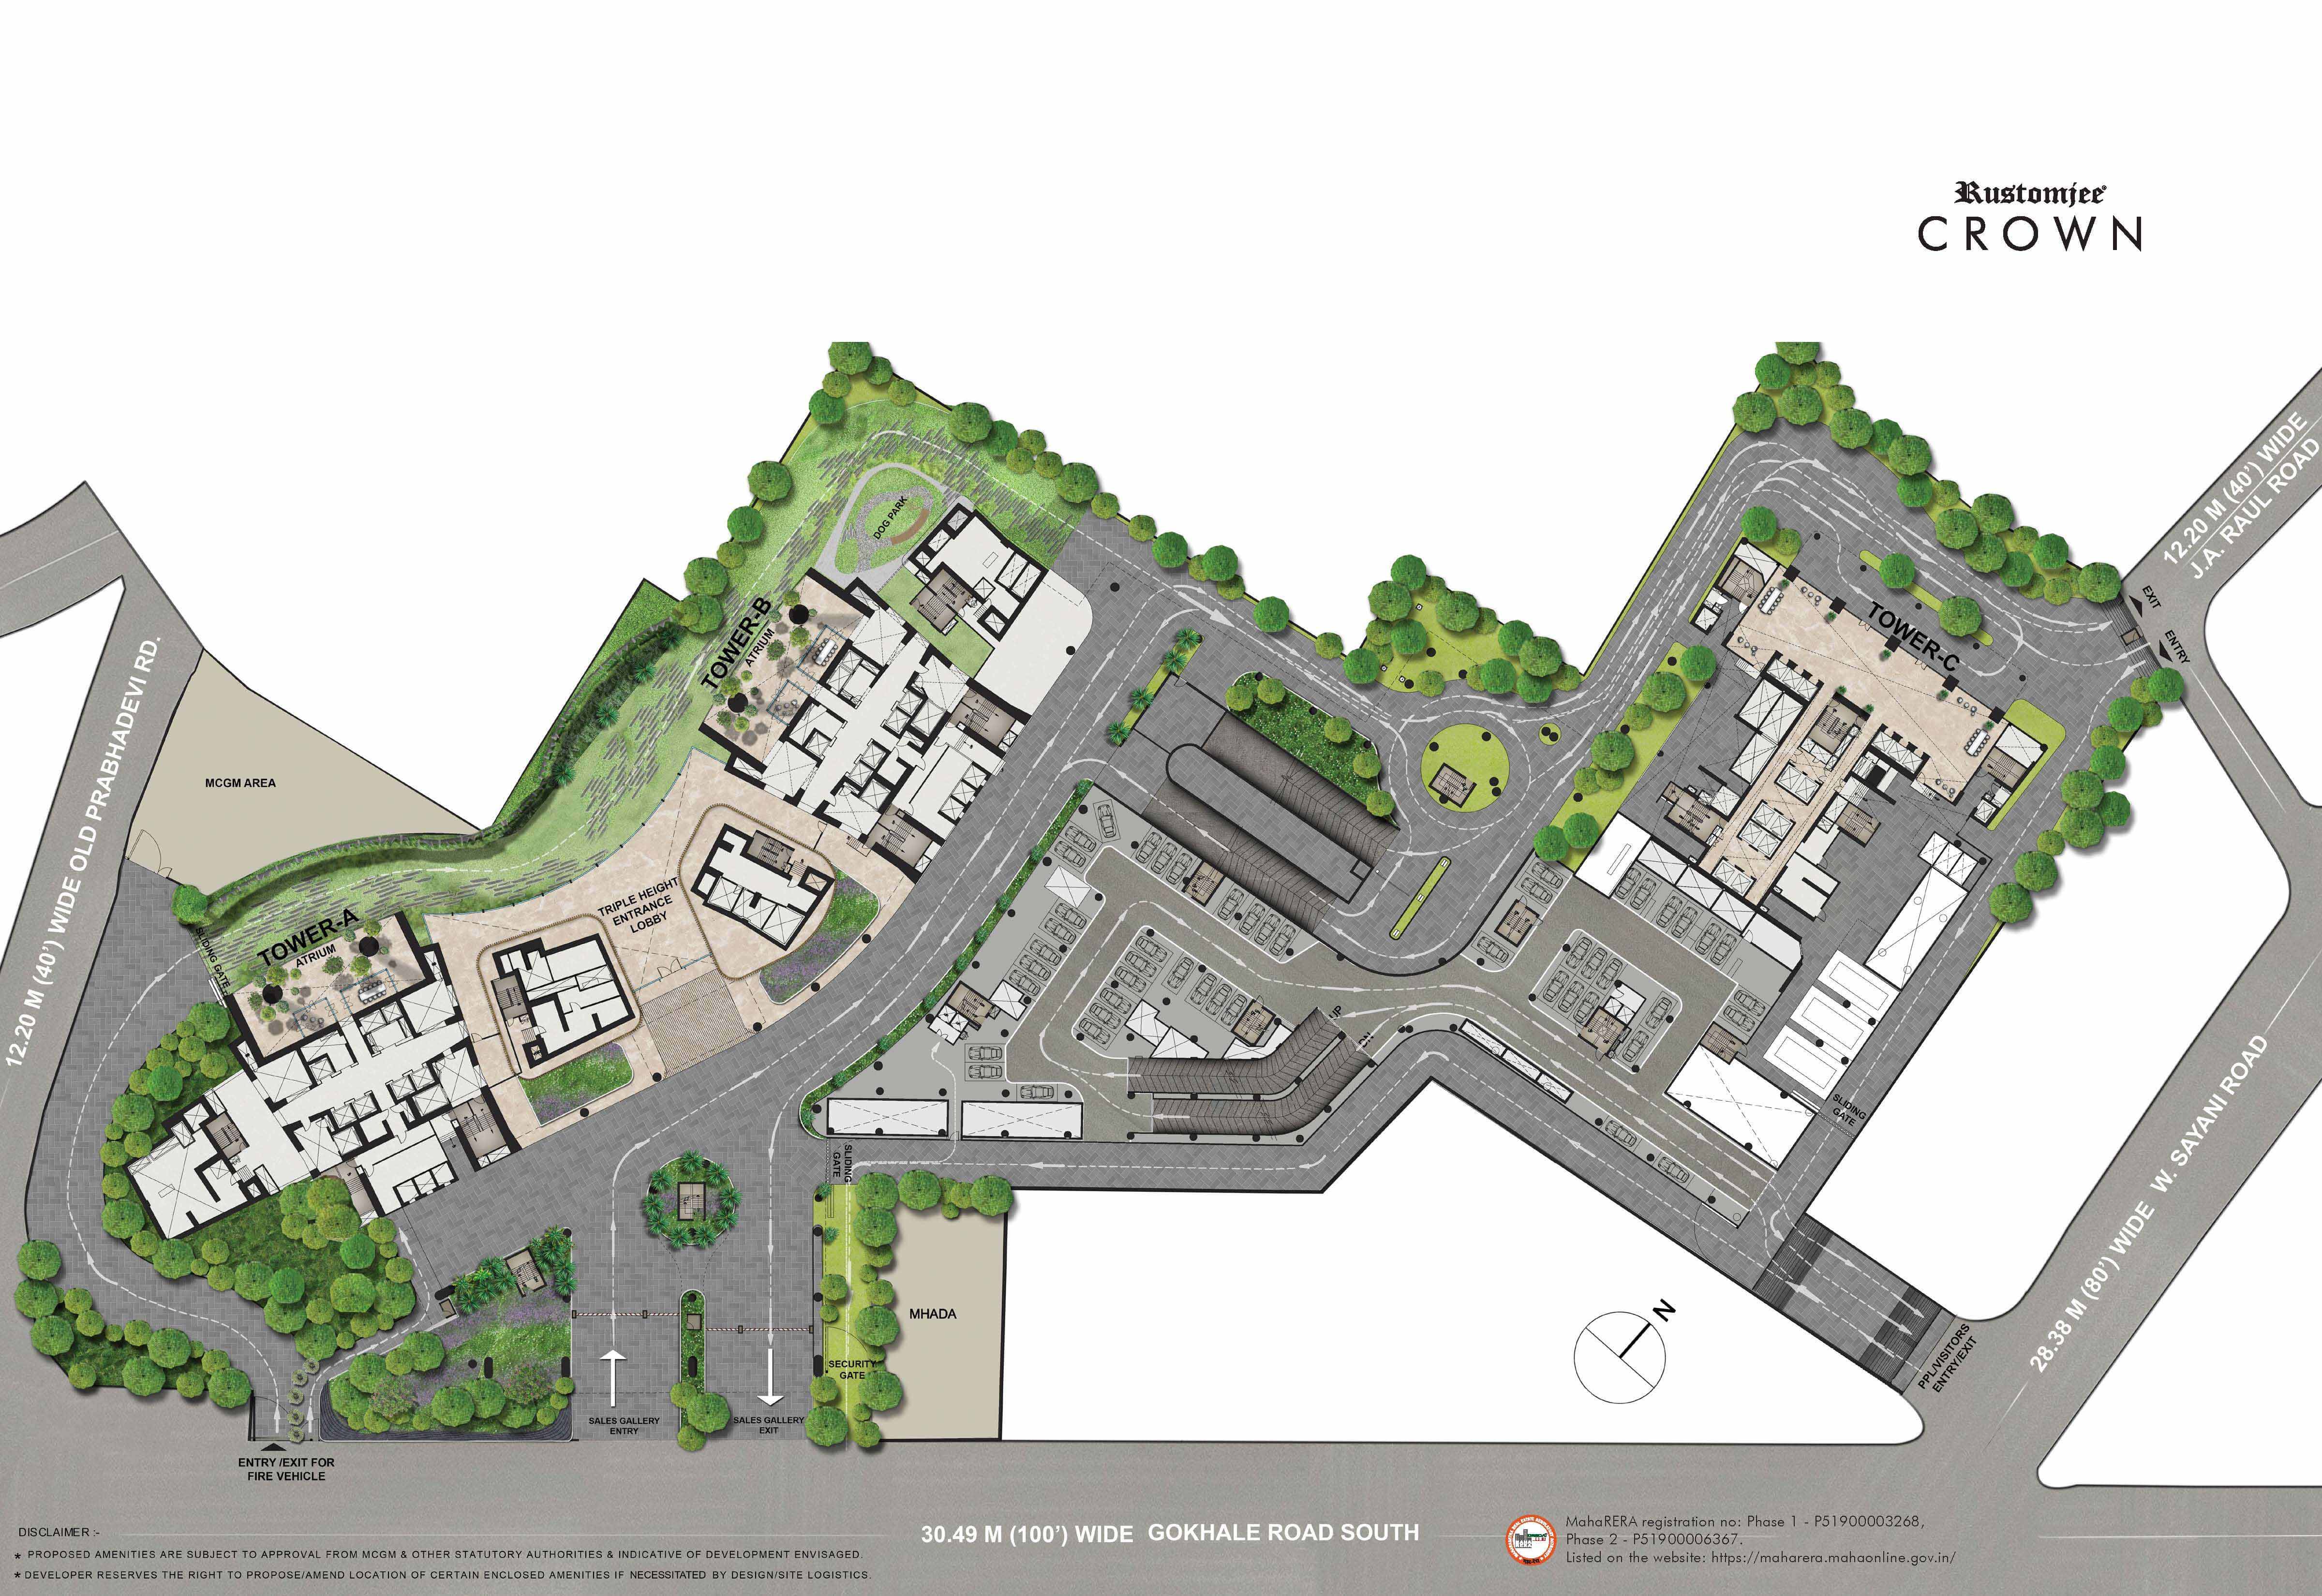 Rustomjee®
CROWN
12.20 M (40') WIDE
J.A. RAUL ROAD
EXIT
ENTRY
DOG PARK
TOWER-B
ATRIUM
TOWER-C
12.20 M (40') WIDE OLD PRABHADEVI RD.
MCGM AREA
TRIPLE HEIGHT
ENTRANCE
LOBBY
TOWER-A
ATRIUM
SLIDING GATE
UP
DN
SLIDING
GATE
SLIDING
GATE
28.38 M (80') WIDE W. SAYANI ROAD
MHADA
N
PPL/VISITORS
ENTRY/EXIT
SECURITY
GATE
SALES GALLERY
ENTRY
SALES GALLERY
EXIT
ENTRY /EXIT FOR
FIRE VEHICLE
30.49 M (100') WIDE GOKHALE ROAD SOUTH
MahaRERA registration no: Phase 1 - P51900003268,
Phase 2 - P51900006367.
Listed on the website: https://maharera.mahaonline.gov.in/
DISCLAIMER :-
* PROPOSED AMENITIES ARE SUBJECT TO APPROVAL FROM MCGM & OTHER STATUTORY AUTHORITIES & INDICATIVE OF DEVELOPMENT ENVISAGED.
* DEVELOPER RESERVES THE RIGHT TO PROPOSE/AMEND LOCATION OF CERTAIN ENCLOSED AMENITIES IF NECESSITATED BY DESIGN/SITE LOGISTICS.